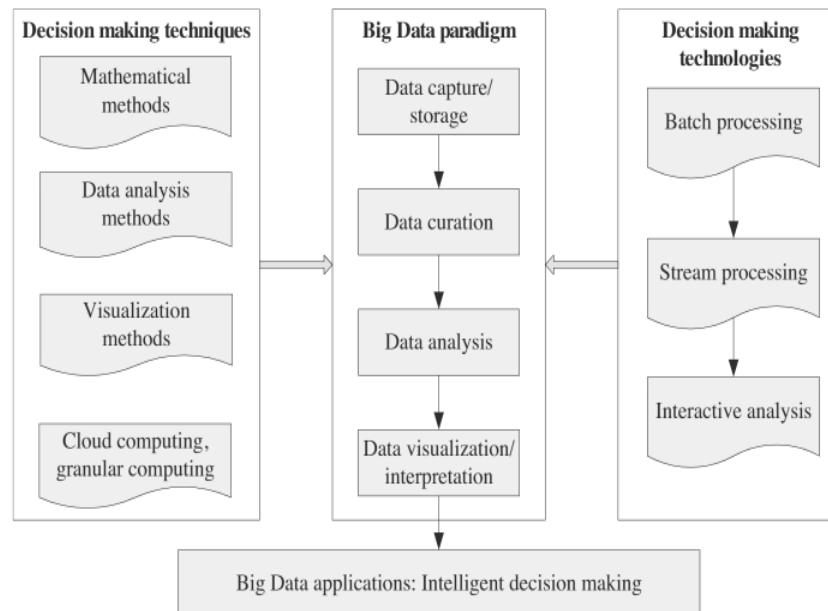 Decision making techniques
Mathematical
methods
Data analysis
methods
Visualization
methods
Cloud computing,
granular computing
Big Data paradigm
Data capture/
storage
Data curation
Data analysis
Data visualization/
interpretation
Decision making
technologies
Batch processing
Stream processing
Interactive analysis
Big Data applications: Intelligent decision making